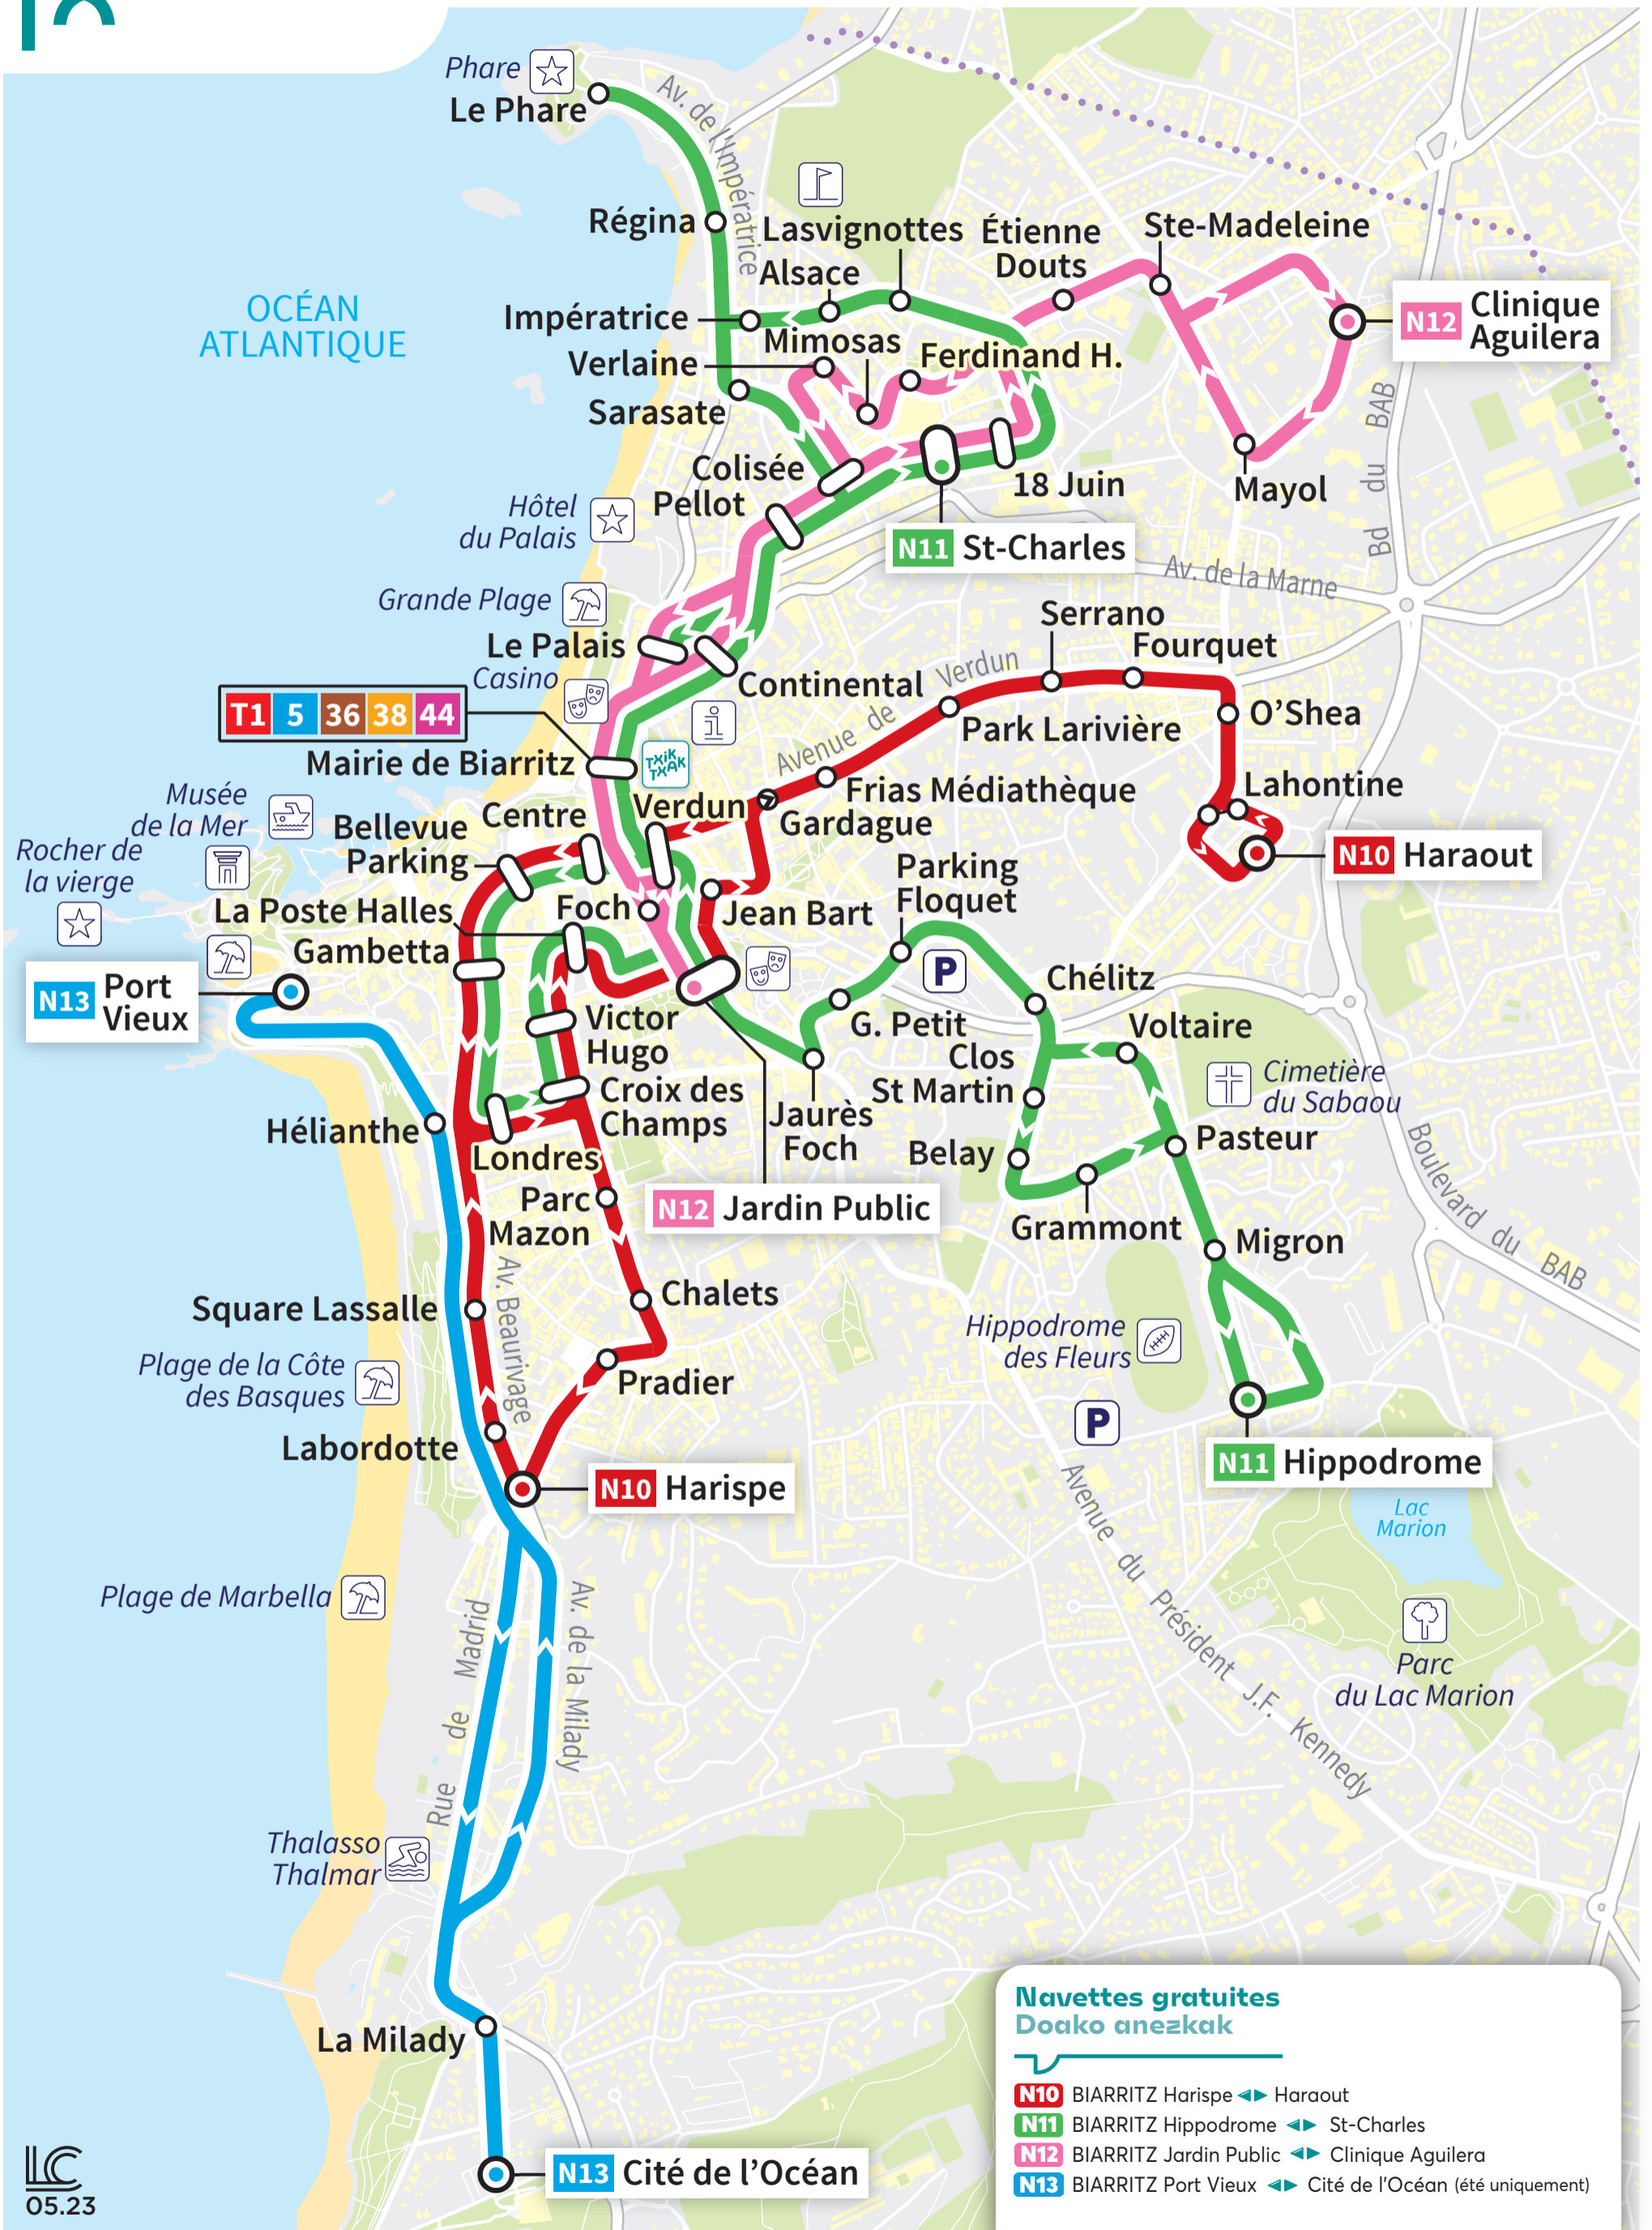 Phare
Le Phare
Av. de l'Impératrice
Régina
Lasvignottes
Étienne
Douts
Ste-Madeleine
Alsace
OCÉAN
ATLANTIQUE
Impératrice
Mimosas
Verlaine
Ferdinand H.
N12 Clinique
Aguilera
Sarasate
Colisée
Pellot
18 Juin
Mayol
Bd du BAB
Hôtel
du Palais
N11 St-Charles
Av. de la Marne
Grande Plage
Le Palais
Serrano
Fourquet
Casino
Continental
Avenue de Verdun
T1 5 36 38 44
Park Larivière
O'Shea
Mairie de Biarritz
TXIK
TXAK
Frias Médiathèque
Lahontine
Musée
de la Mer
Centre
Verdun
Gardague
Bellevue
Parking
N10 Haraout
Rocher de
la vierge
Parking
Floquet
La Poste Halles
Foch
Jean Bart
Gambetta
P
Chélitz
N13 Port
Vieux
Victor
Hugo
G. Petit
Voltaire
Clos
St Martin
Croix des
Champs
Cimetière
du Sabaou
Hélianthe
Jaurès
Foch
Belay
Pasteur
Londres
Boulevard du BAB
Parc
Mazon
N12 Jardin Public
Grammont
Migron
Av. Beaurivage
Square Lassalle
Chalets
Hippodrome
des Fleurs
Plage de la Côte
des Basques
Pradier
P
Labordotte
N11 Hippodrome
N10 Harispe
Avenue du Président J.F. Kennedy
Lac
Marion
Plage de Marbella
Rue de Madrid
Av. de la Milady
Parc
du Lac Marion
Thalasso
Thalmar
La Milady
N13 Cité de l'Océan
Navettes gratuites
Doako anezkak
N10 BIARRITZ Harispe ◄► Haraout
N11 BIARRITZ Hippodrome ◄► St-Charles
N12 BIARRITZ Jardin Public ◄► Clinique Aguilera
N13 BIARRITZ Port Vieux ◄► Cité de l'Océan (été uniquement)
LC
05.23